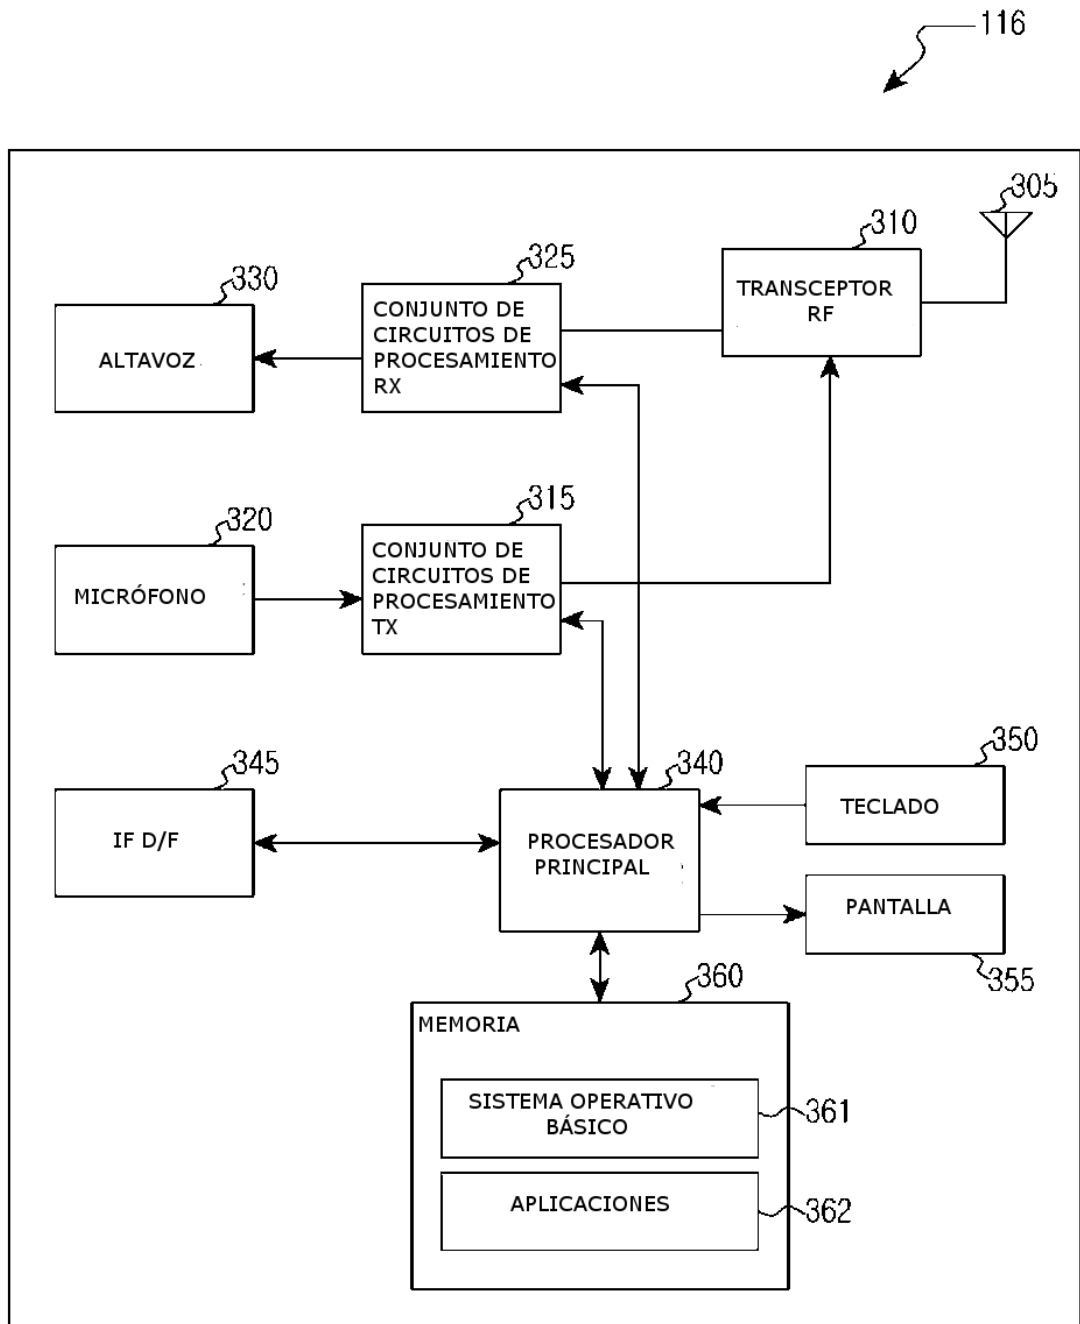 116
305
310
TRANSCEPTOR
RF
325
CONJUNTO DE
CIRCUITOS DE
PROCESAMIENTO
RX
330
ALTAVOZ
315
CONJUNTO DE
CIRCUITOS DE
PROCESAMIENTO
TX
320
MICRÓFONO
345
IF D/F
340
PROCESADOR
PRINCIPAL
350
TECLADO
PANTALLA
355
360
MEMORIA
SISTEMA OPERATIVO
BÁSICO
361
APLICACIONES
362